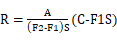 R = A/((F2-F1)S) (C-F1S)